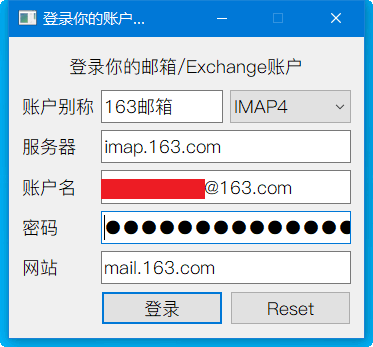 登录你的账户...
登录你的邮箱/Exchange账户
账户别称 163邮箱 IMAP4
服务器 imap.163.com
账户名 @163.com
密码 ●●●●●●●●●●●●●●
网站 mail.163.com
登录 Reset